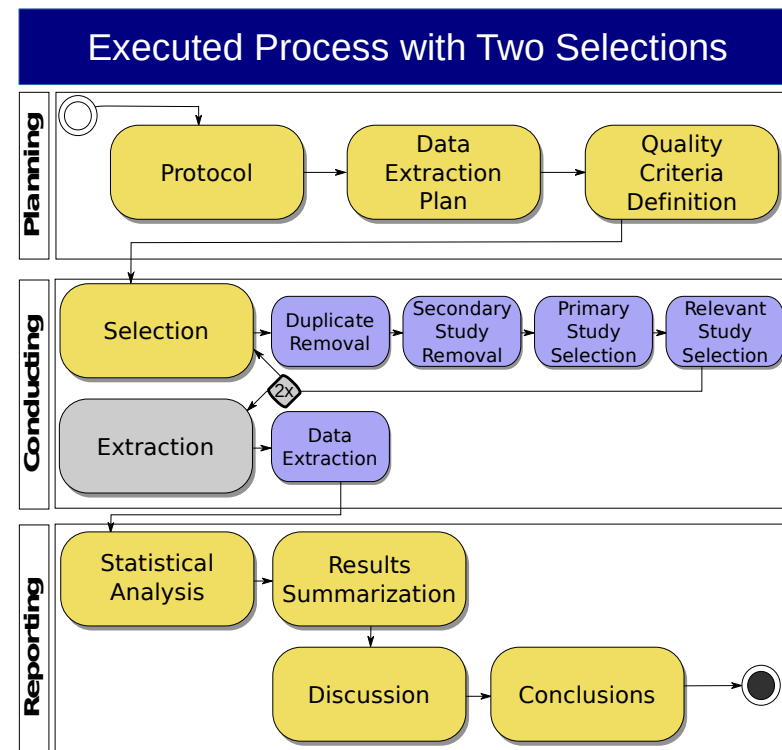 Executed Process with Two Selections
Planning
Protocol
Data
Extraction
Plan
Quality
Criteria
Definition
Conducting
Selection
Duplicate
Removal
Secondary
Study
Removal
Primary
Study
Selection
Relevant
Study
Selection
2x
Extraction
Data
Extraction
Reporting
Statistical
Analysis
Results
Summarization
Discussion
Conclusions